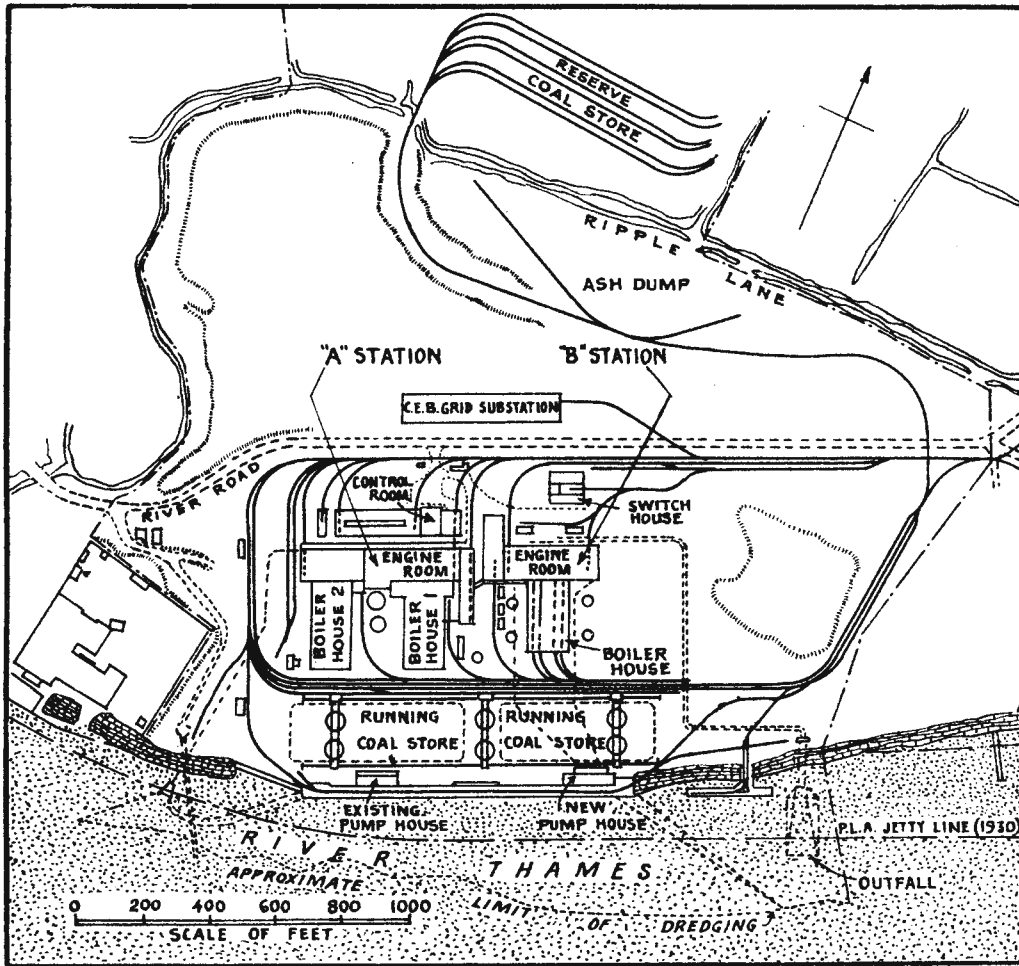 RESERVE
COAL STORE
RIPPLE
LANE
ASH DUMP
"A" STATION
"B" STATION
C.E.B. GRID SUBSTATION
RIVER ROAD
CONTROL
ROOM
SWITCH
HOUSE
ENGINE
ROOM
ENGINE
ROOM
BOILER
HOUSE 2
BOILER
HOUSE 1
BOILER
HOUSE
RUNNING
COAL STORE
RUNNING
COAL STORE
EXISTING
PUMP HOUSE
NEW
PUMP HOUSE
P.L.A. JETTY LINE (1930)
RIVER
THAMES
APPROXIMATE
LIMIT
OF DREDGING
OUTFALL
0 200 400 600 800 1000
SCALE OF FEET